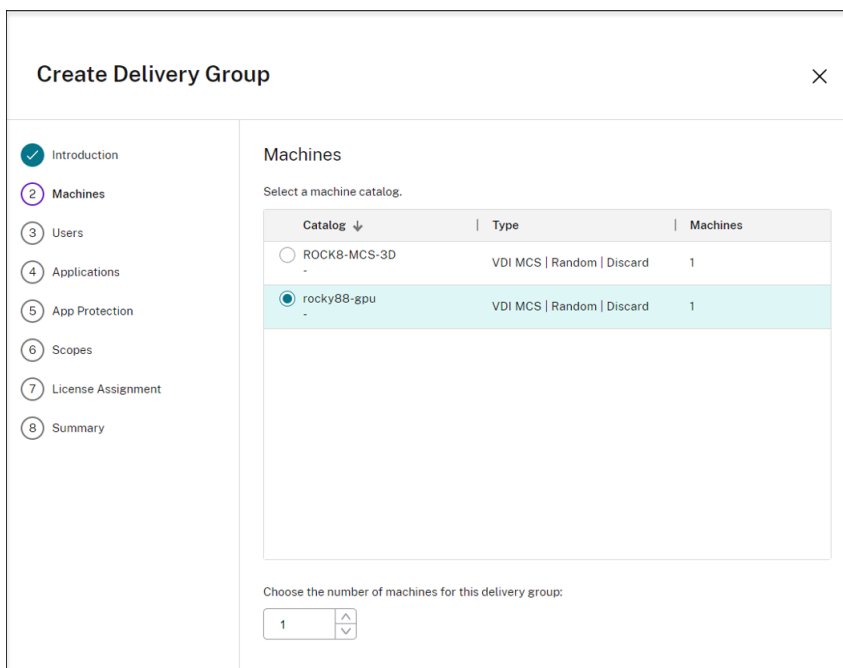 Create Delivery Group
Introduction
2 Machines
3 Users
4 Applications
5 App Protection
6 Scopes
7 License Assignment
8 Summary
Machines
Select a machine catalog.
Catalog | Type | Machines
ROCK8-MCS-3D VDI MCS | Random | Discard 1
-
rocky88-gpu VDI MCS | Random | Discard 1
-
Choose the number of machines for this delivery group:
1